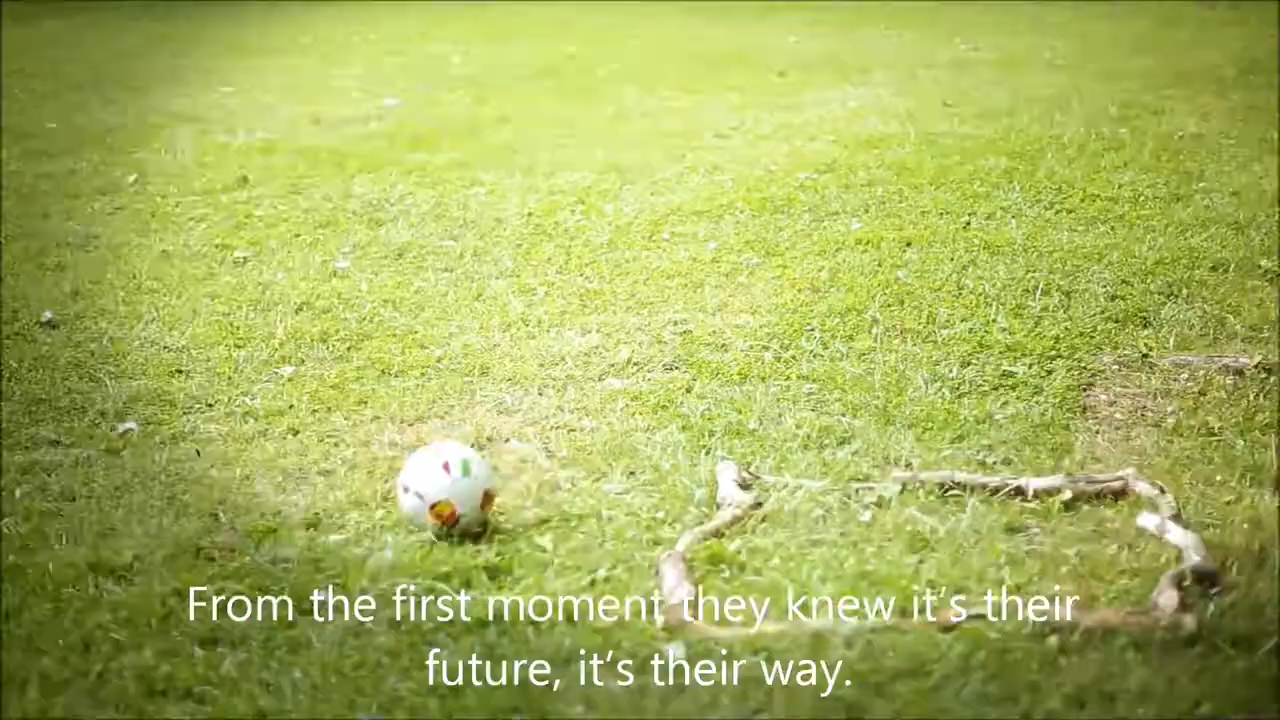 From the first moment they knew it's their
future, it's their way.